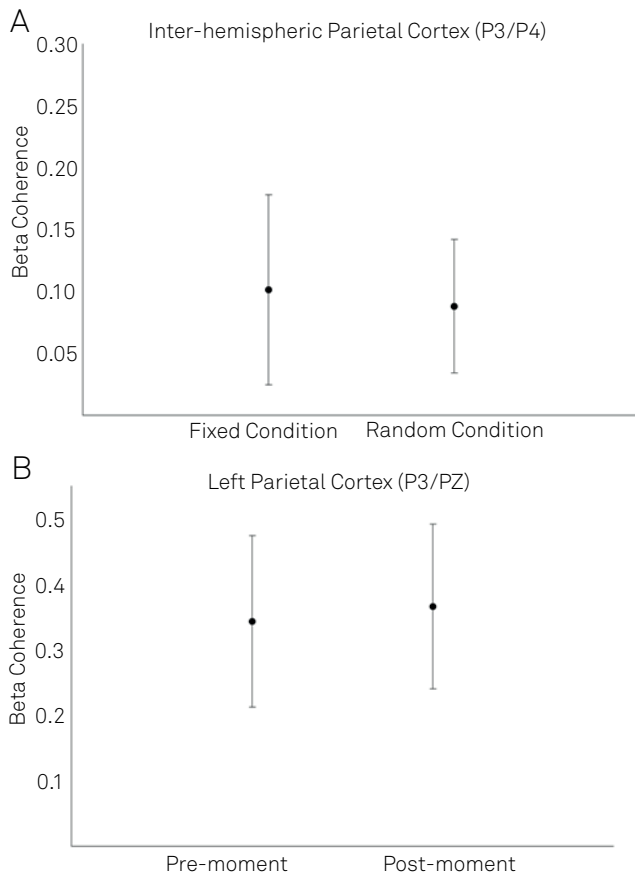 A
Inter-hemispheric Parietal Cortex (P3/P4)
0.30
0.25
0.20
0.15
0.10
0.05
Beta Coherence
Fixed Condition
Random Condition
B
Left Parietal Cortex (P3/PZ)
0.5
0.4
0.3
0.2
0.1
Beta Coherence
Pre-moment
Post-moment